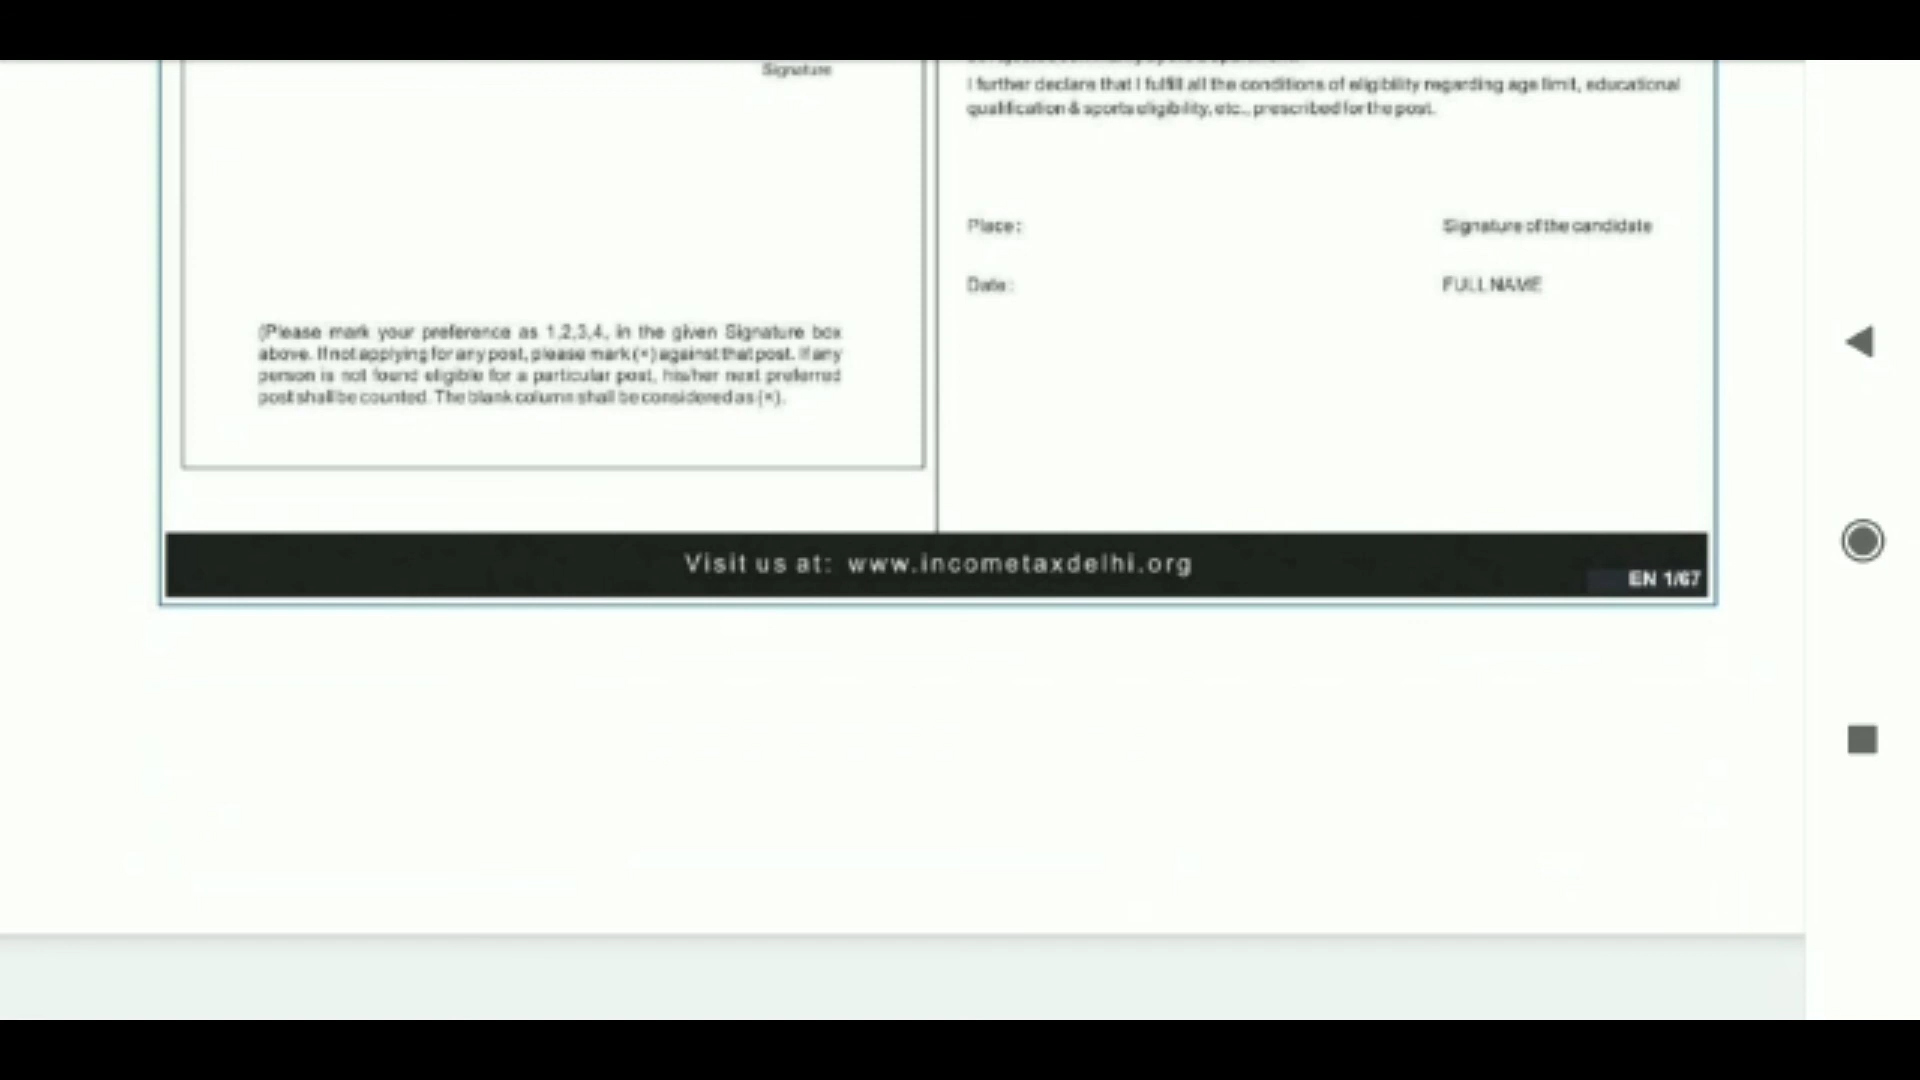 Signature
(Please mark your preference as 1,2,3,4, in the given Signature box
above. If not applying for any post, please mark (×) against that post. If any
person is not found eligible for a particular post, his/her next preferred
post shall be counted. The blank column shall be considered as (×).
I further declare that I fulfill all the conditions of eligibility regarding age limit, educational
qualification & sports eligibility, etc., prescribed for the post.
Place :
Signature of the candidate
Date :
FULL NAME
Visit us at: www.incometaxdelhi.org
EN 1/67